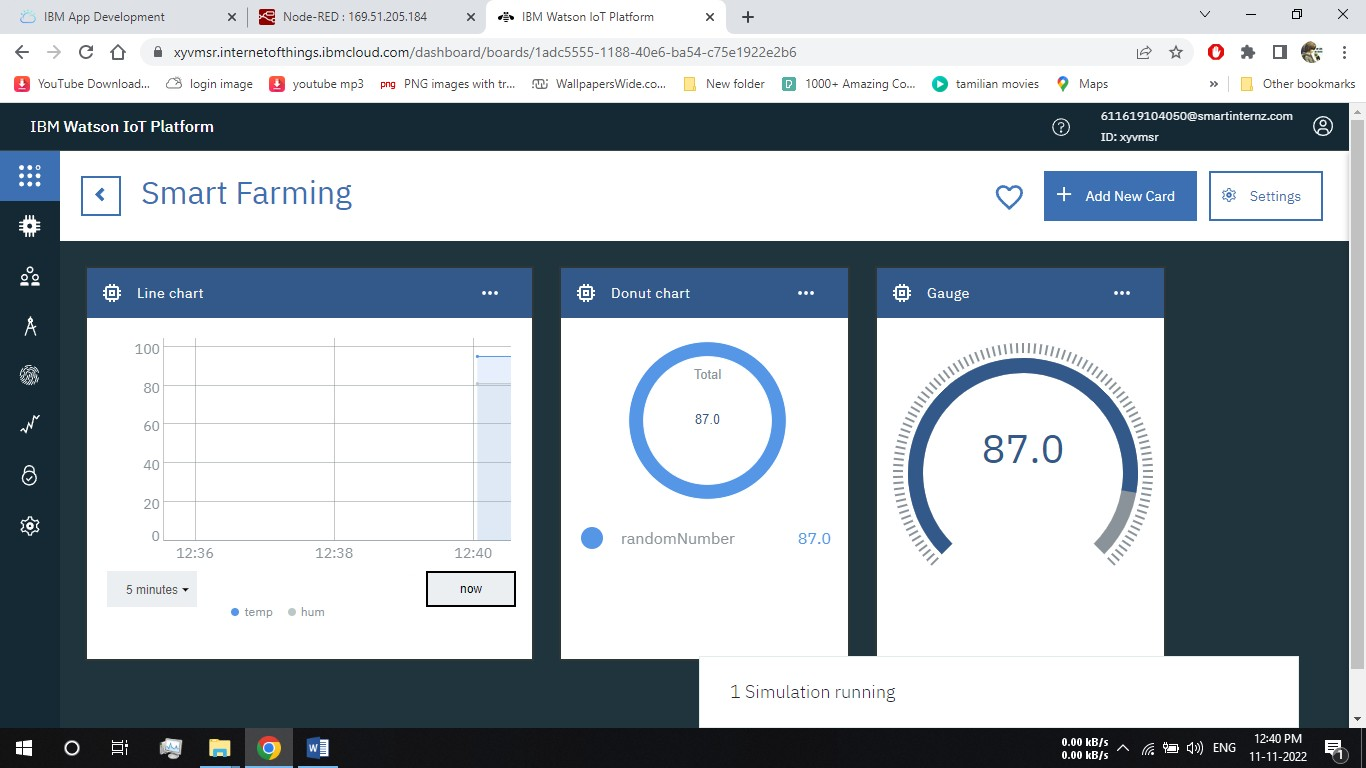 IBM App Development
Node-RED : 169.51.205.184
IBM Watson IoT Platform
xyvmsr.internetofthings.ibmcloud.com/dashboard/boards/1adc5555-1188-40e6-ba54-c75e1922e2b6
YouTube Download... login image youtube mp3 png PNG images with tr... WallpapersWide.co... New folder 1000+ Amazing Co... tamilian movies Maps » Other bookmarks
IBM Watson IoT Platform
611619104050@smartinternz.com
ID: xyvmsr
Smart Farming
Add New Card
Settings
Line chart
100
80
60
40
20
0
12:36 12:38 12:40
5 minutes
now
temp hum
Donut chart
Total
87.0
randomNumber 87.0
Gauge
87.0
1 Simulation running
0.00 kB/s
0.00 kB/s
ENG
12:40 PM
11-11-2022
1